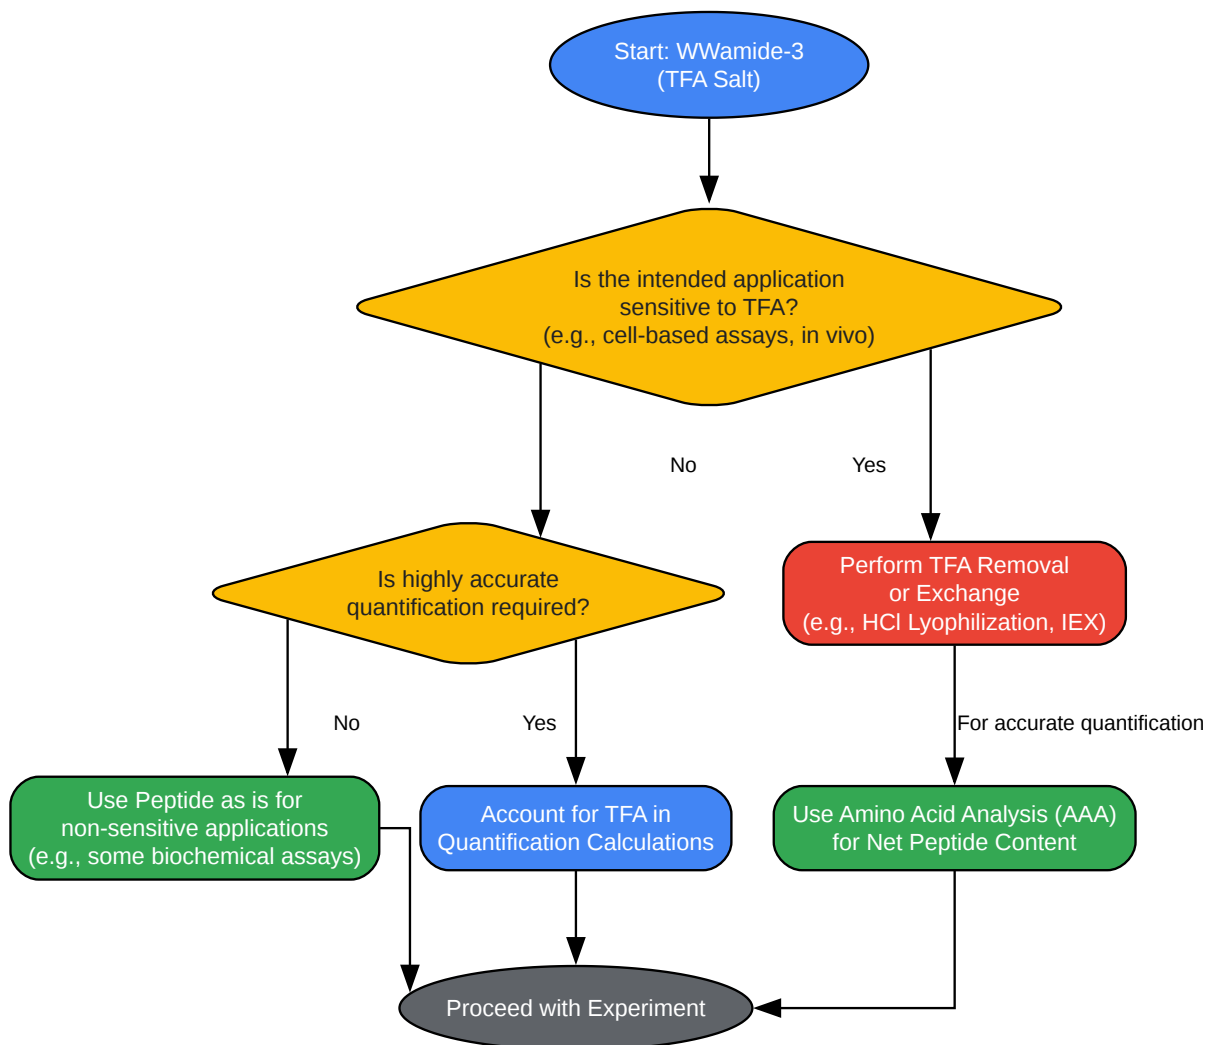 Start: WWamide-3
(TFA Salt)
Is the intended application
sensitive to TFA?
(e.g., cell-based assays, in vivo)
No
Yes
Is highly accurate
quantification required?
Perform TFA Removal
or Exchange
(e.g., HCl Lyophilization, IEX)
No
Yes
For accurate quantification
Use Peptide as is for
non-sensitive applications
(e.g., some biochemical assays)
Account for TFA in
Quantification Calculations
Use Amino Acid Analysis (AAA)
for Net Peptide Content
Proceed with Experiment